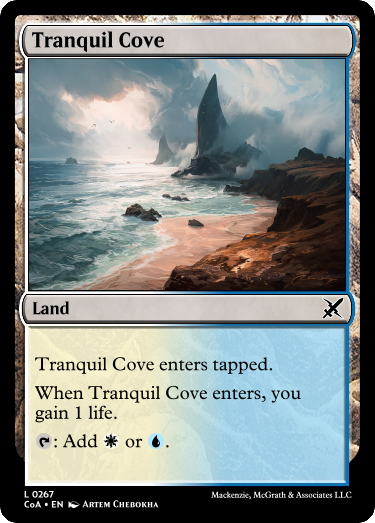 Tranquil Cove
Land
Tranquil Cove enters tapped.
When Tranquil Cove enters, you
gain 1 life.
: Add or .
L 0267
CoA • EN Artem Chebokha
Mackenzie, McGrath & Associates LLC